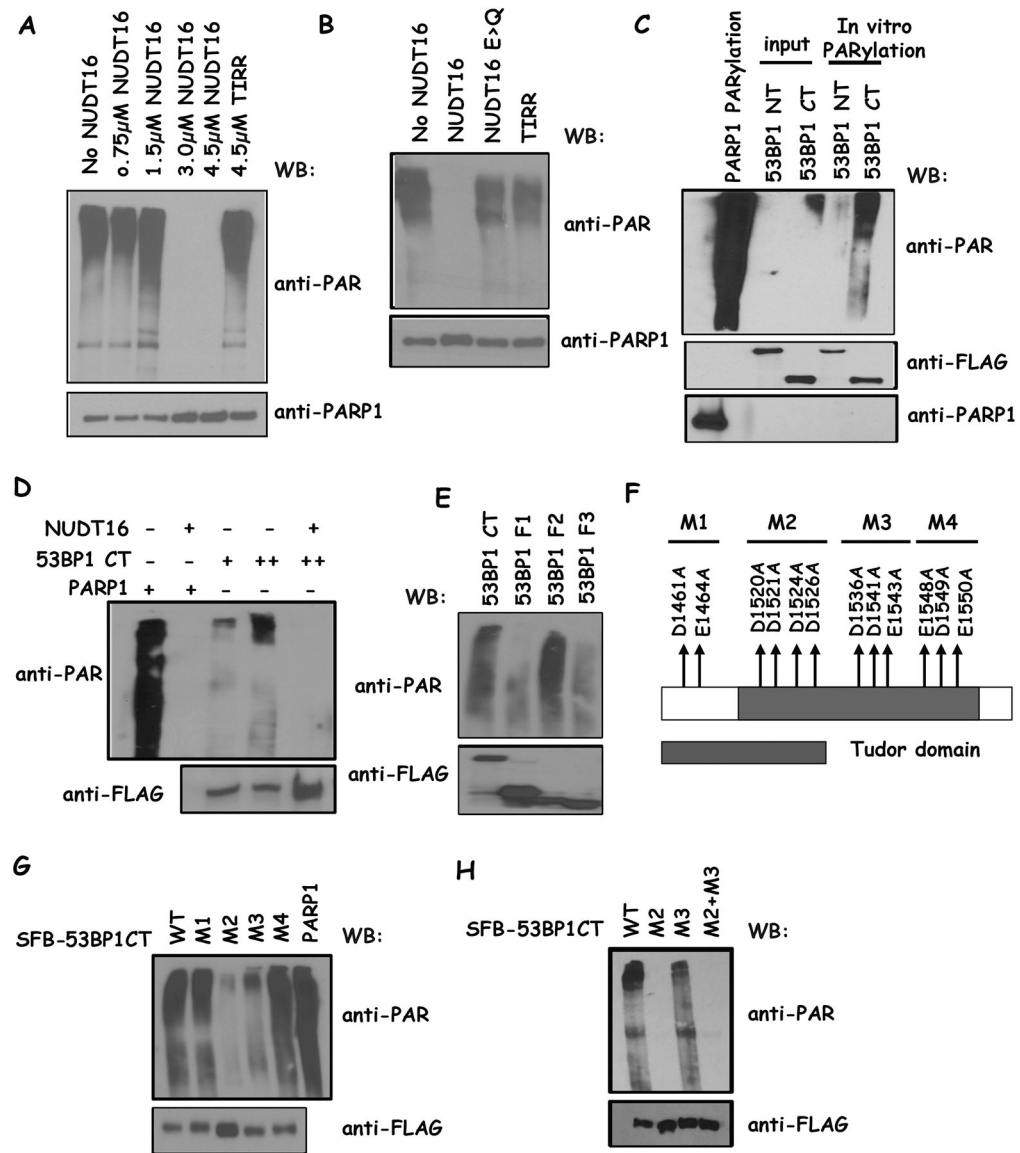 A
No NUDT16
0.75µM NUDT16
1.5µM NUDT16
3.0µM NUDT16
4.5µM NUDT16
4.5µM TIRR
WB:
anti-PAR
anti-PARP1
B
No NUDT16
NUDT16
NUDT16 E>Q
TIRR
WB:
anti-PAR
anti-PARP1
C
input
In vitro
PARylation
PARP1 PARylation
53BP1 NT
53BP1 CT
53BP1 NT
53BP1 CT
WB:
anti-PAR
anti-FLAG
anti-PARP1
D
NUDT16 - + - - +
53BP1 CT - - + ++ ++
PARP1 + + - - -
anti-PAR
anti-FLAG
E
WB:
53BP1 CT
53BP1 F1
53BP1 F2
53BP1 F3
anti-PAR
anti-FLAG
F
M1 M2 M3 M4
D1461A
E1464A
D1520A
D1521A
D1524A
D1526A
D1536A
D1541A
E1543A
E1548A
D1549A
E1550A
Tudor domain
G
SFB-53BP1CT
WT
M1
M2
M3
M4
PARP1
WB:
anti-PAR
anti-FLAG
H
SFB-53BP1CT
WT
M2
M3
M2+M3
WB:
anti-PAR
anti-FLAG